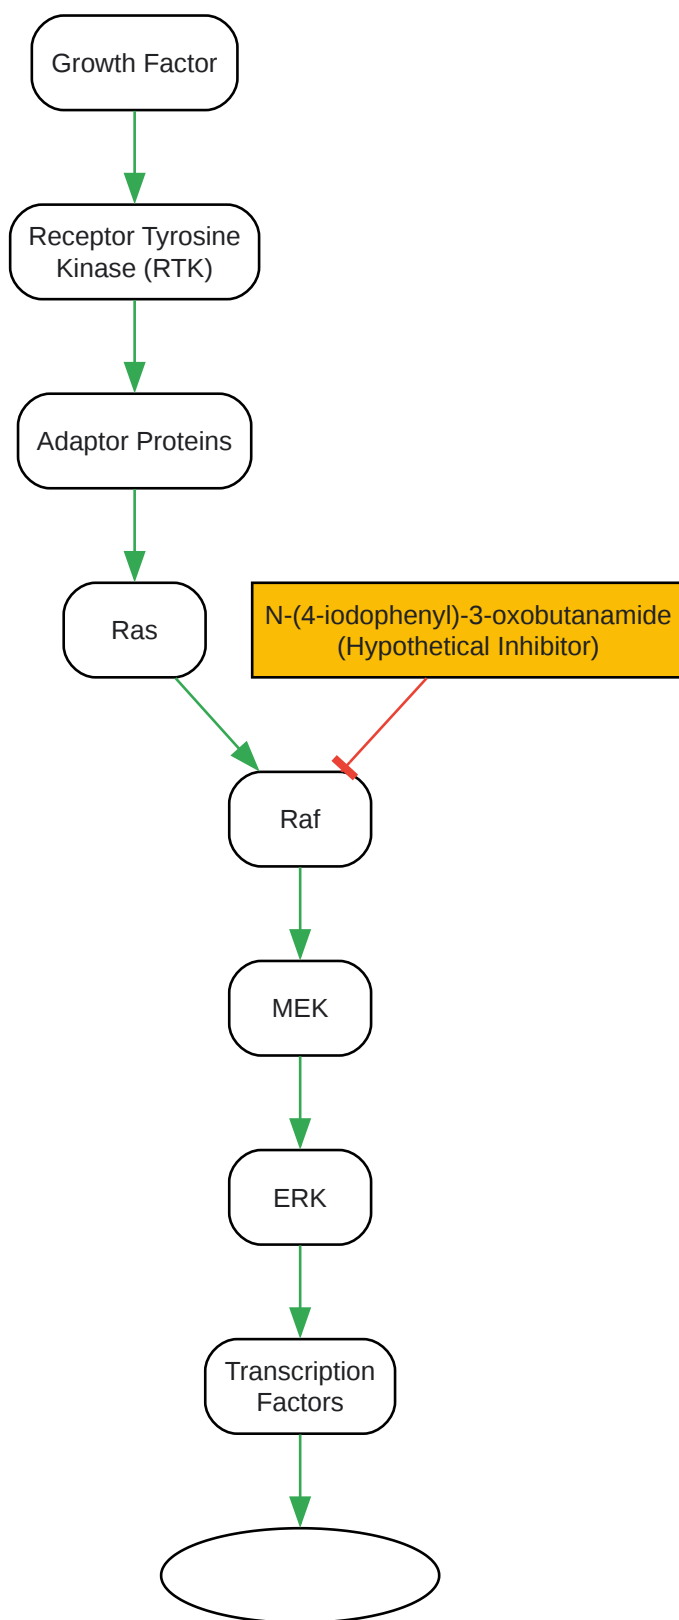 Growth Factor
Receptor Tyrosine
Kinase (RTK)
Adaptor Proteins
Ras
N-(4-iodophenyl)-3-oxobutanamide
(Hypothetical Inhibitor)
Raf
MEK
ERK
Transcription
Factors